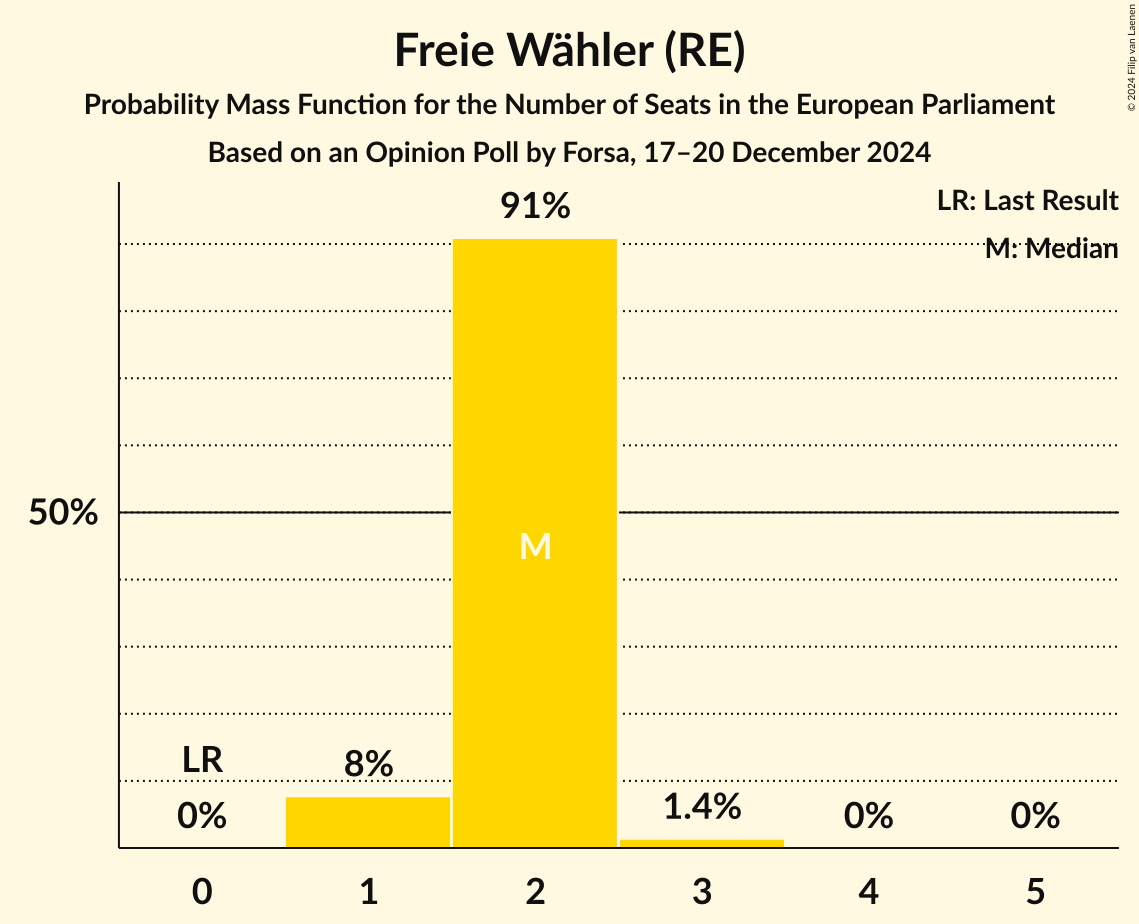 Freie Wähler (RE)
Probability Mass Function for the Number of Seats in the European Parliament
Based on an Opinion Poll by Forsa, 17–20 December 2024
© 2024 Filip van Laenen
LR: Last Result
M: Median
91%
50%
M
LR
8%
1.4%
0%
0%
0%
0
1
2
3
4
5